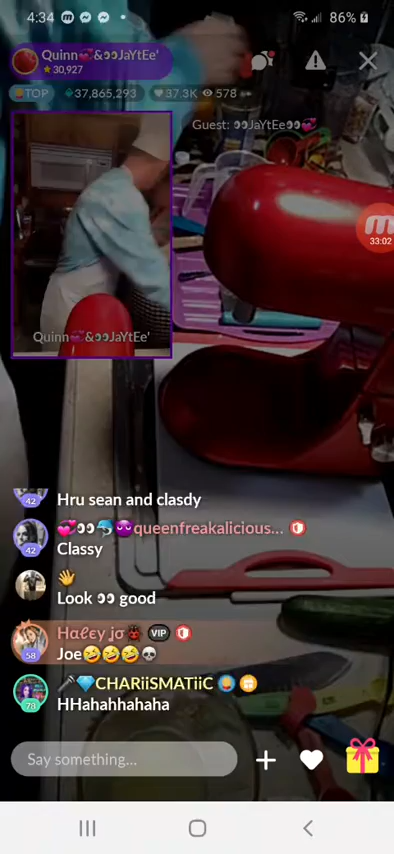 4:34
86%
Quinn💞&👀JaYtEe'
★30,927
TOP
37,865,293
37.3K
578
Guest: 👀JaYtEe👀💞
33:02
Quinn💞&👀JaYtEe'
42
Hru sean and clasdy
💞👀🐬😈queenfreakalicious...
42
Classy
👋
Look 👀 good
Hαℓєy jσ🐞 VIP
58
Joe🤣🤣🤣💀
🎤💎CHARiiSMATiiC
78
HHahahhahaha
Say something...